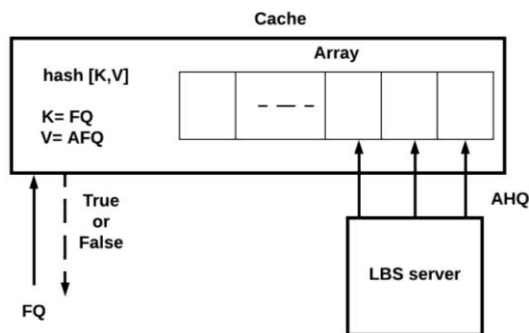 Cache
Array
hash [K,V]
K= FQ
V= AFQ
True
or
False
AHQ
LBS server
FQ